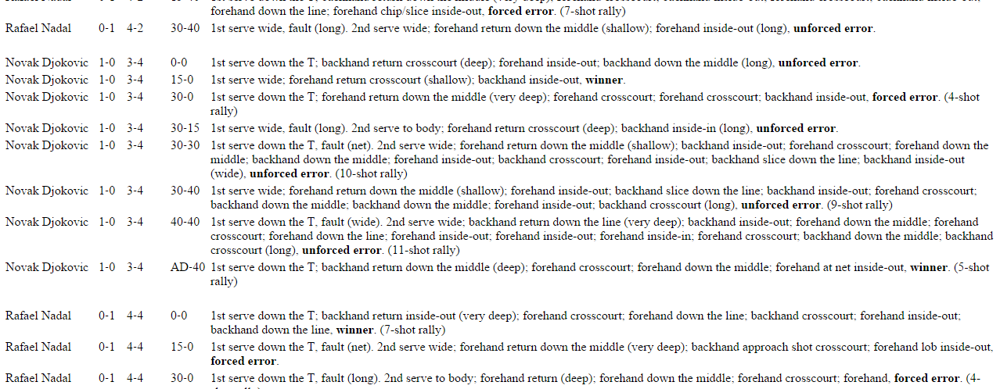 forehand down the line; forehand chip/slice inside-out, forced error. (7-shot rally)
Rafael Nadal 0-1 4-2 30-40 1st serve wide, fault (long). 2nd serve wide; forehand return down the middle (shallow); forehand inside-out (long), unforced error.
Novak Djokovic 1-0 3-4 0-0 1st serve down the T; backhand return crosscourt (deep); forehand inside-out; backhand down the middle (long), unforced error.
Novak Djokovic 1-0 3-4 15-0 1st serve wide; forehand return crosscourt (shallow); backhand inside-out, winner.
Novak Djokovic 1-0 3-4 30-0 1st serve down the T; forehand return down the middle (very deep); forehand crosscourt; forehand crosscourt; backhand inside-out, forced error. (4-shot
rally)
Novak Djokovic 1-0 3-4 30-15 1st serve wide, fault (long). 2nd serve to body; forehand return crosscourt (deep); backhand inside-in (long), unforced error.
Novak Djokovic 1-0 3-4 30-30 1st serve down the T, fault (net). 2nd serve wide; forehand return down the middle (shallow); backhand inside-out; forehand crosscourt; forehand down the
middle; backhand down the middle; forehand inside-out; backhand crosscourt; forehand inside-out; backhand slice down the line; backhand inside-out
(wide), unforced error. (10-shot rally)
Novak Djokovic 1-0 3-4 30-40 1st serve wide; forehand return down the middle (shallow); forehand inside-out; backhand slice down the line; backhand inside-out; forehand crosscourt;
backhand down the middle; backhand down the middle; forehand inside-out; backhand crosscourt (long), unforced error. (9-shot rally)
Novak Djokovic 1-0 3-4 40-40 1st serve down the T, fault (wide). 2nd serve wide; backhand return down the line (very deep); backhand inside-out; forehand down the middle; forehand
crosscourt; forehand down the line; forehand inside-out; forehand inside-out; forehand inside-in; forehand crosscourt; backhand down the middle; backhand
crosscourt (long), unforced error. (11-shot rally)
Novak Djokovic 1-0 3-4 AD-40 1st serve down the T; backhand return down the middle (deep); forehand crosscourt; forehand down the middle; forehand at net inside-out, winner. (5-shot
rally)
Rafael Nadal 0-1 4-4 0-0 1st serve down the T; backhand return inside-out (very deep); forehand crosscourt; forehand down the line; backhand crosscourt; forehand inside-out;
backhand down the line, winner. (7-shot rally)
Rafael Nadal 0-1 4-4 15-0 1st serve down the T, fault (net). 2nd serve wide; forehand return down the middle (very deep); backhand approach shot crosscourt; forehand lob inside-out,
forced error.
Rafael Nadal 0-1 4-4 30-0 1st serve down the T, fault (long). 2nd serve to body; forehand return (deep); forehand down the middle; forehand crosscourt; forehand, forced error. (4-